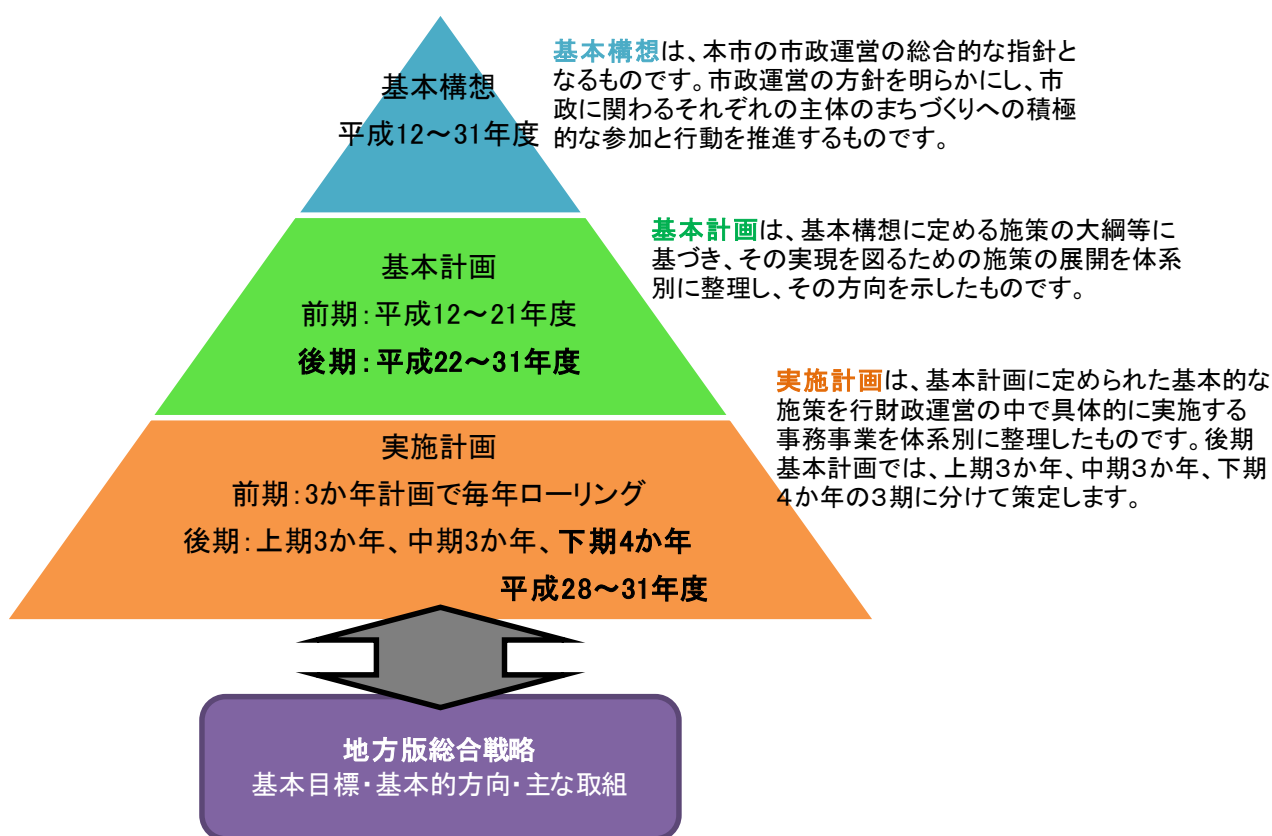 基本構想
平成12～31年度
基本構想は、本市の市政運営の総合的な指針と
なるものです。市政運営の方針を明らかにし、市
政に関わるそれぞれの主体のまちづくりへの積極
的な参加と行動を推進するものです。
基本計画
前期：平成12～21年度
後期：平成22～31年度
基本計画は、基本構想に定める施策の大綱等に
基づき、その実現を図るための施策の展開を体系
別に整理し、その方向を示したものです。
実施計画
前期：3か年計画で毎年ローリング
後期：上期3か年、中期3か年、下期4か年
平成28～31年度
実施計画は、基本計画に定められた基本的な
施策を行財政運営の中で具体的に実施する
事務事業を体系別に整理したものです。後期
基本計画では、上期３か年、中期３か年、下期
４か年の３期に分けて策定します。
地方版総合戦略
基本目標・基本的方向・主な取組